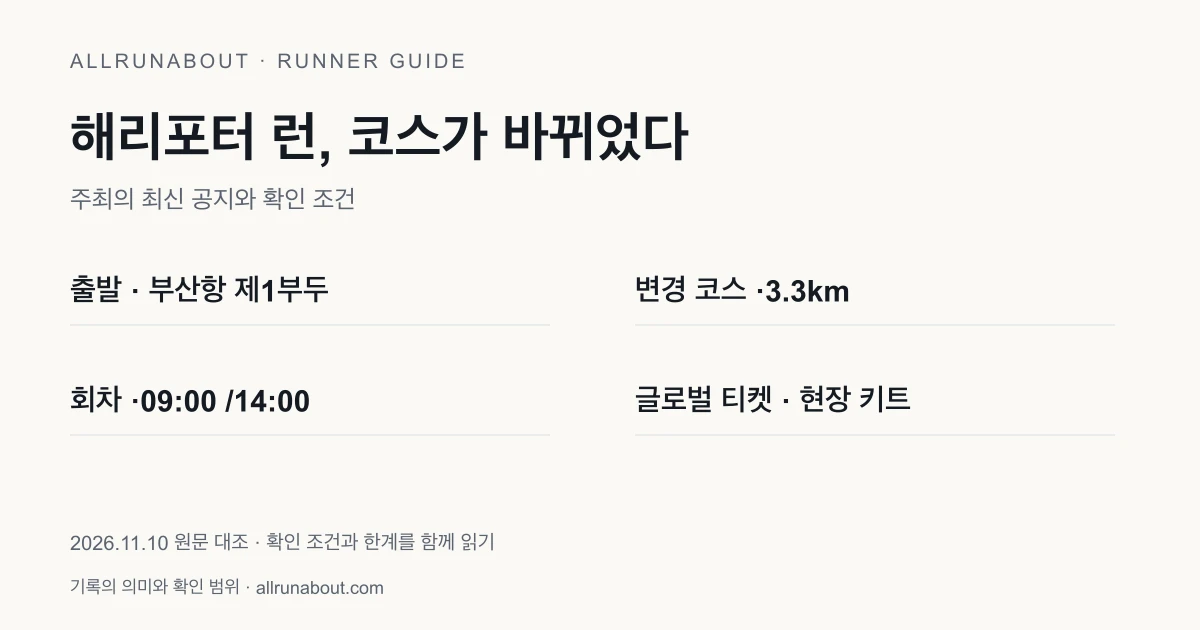 ALLRUNABOUT · RUNNER GUIDE
해리포터 런, 코스가 바뀌었다
주최의 최신 공지와 확인 조건
출발 · 부산항 제1부두
변경 코스 ·3.3km
회차 ·09:00 /14:00
글로벌 티켓 · 현장 키트
2026.11.10 원문 대조 · 확인 조건과 한계를 함께 읽기
기록의 의미와 확인 범위 · allrunabout.com